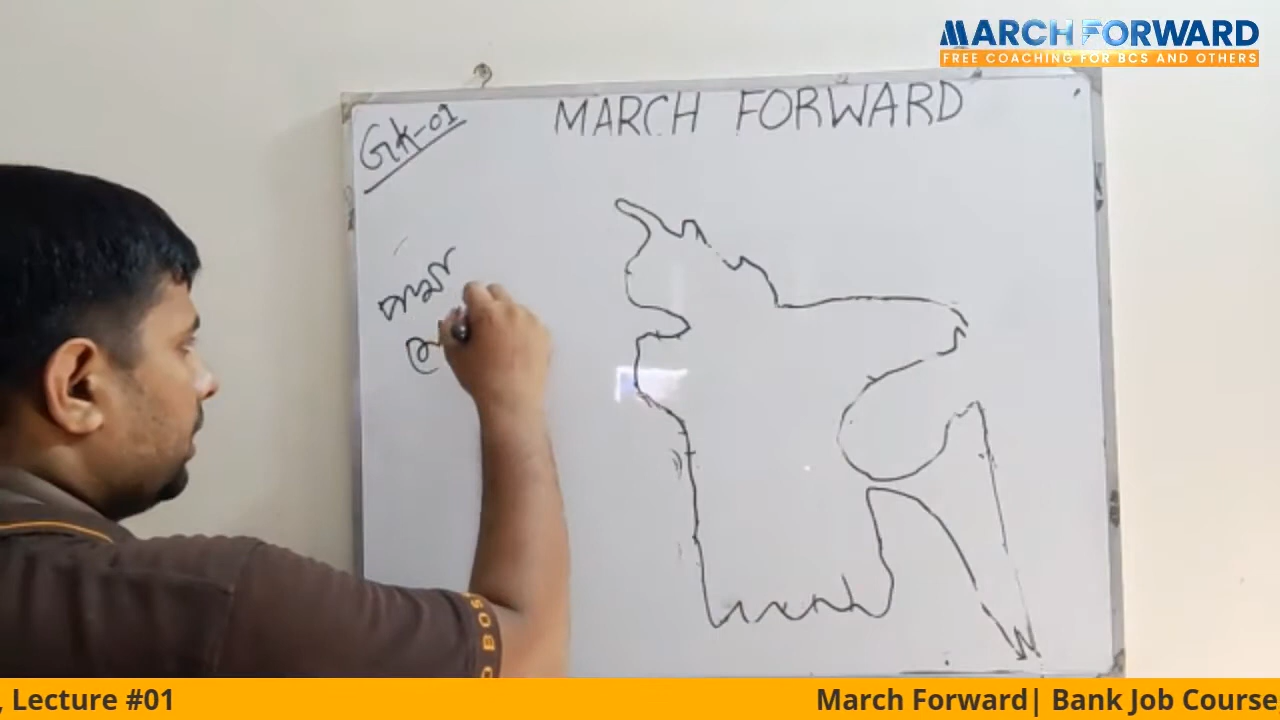 MARCH FORWARD
FREE COACHING FOR BCS AND OTHERS
MARCH FORWARD
GK-01
BOS
, Lecture #01
March Forward| Bank Job Course